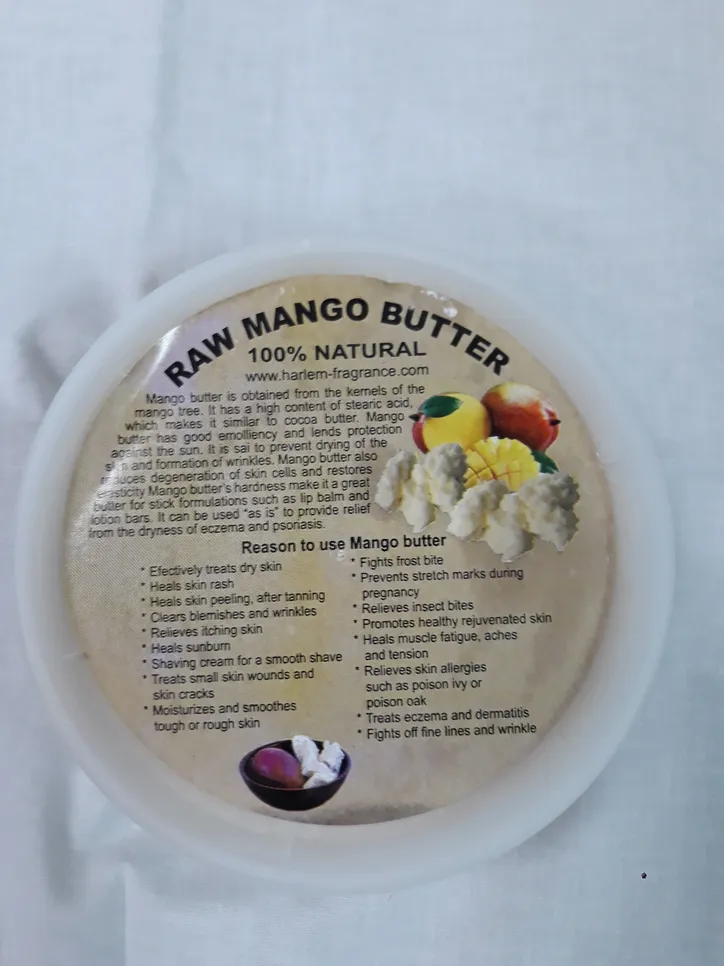 RAW MANGO BUTTER
100% NATURAL
www.harlem-fragrance.com
Mango butter is obtained from the kernels of the
mango tree. It has a high content of stearic acid,
which makes it similar to cocoa butter. Mango
butter has good emolliency and lends protection
against the sun. It is sai to prevent drying of the
skin and formation of wrinkles. Mango butter also
reduces degeneration of skin cells and restores
elasticity Mango butter's hardness make it a great
butter for stick formulations such as lip balm and
lotion bars. It can be used "as is" to provide relief
from the dryness of eczema and psoriasis.
Reason to use Mango butter
* Efectively treats dry skin
* Heals skin rash
* Heals skin peeling, after tanning
* Clears blemishes and wrinkles
* Relieves itching skin
* Heals sunburn
* Shaving cream for a smooth shave
* Treats small skin wounds and
skin cracks
* Moisturizes and smoothes
tough or rough skin
* Fights frost bite
* Prevents stretch marks during
pregnancy
* Relieves insect bites
* Promotes healthy rejuvenated skin
* Heals muscle fatigue, aches
and tension
* Relieves skin allergies
such as poison ivy or
poison oak
* Treats eczema and dermatitis
* Fights off fine lines and wrinkle